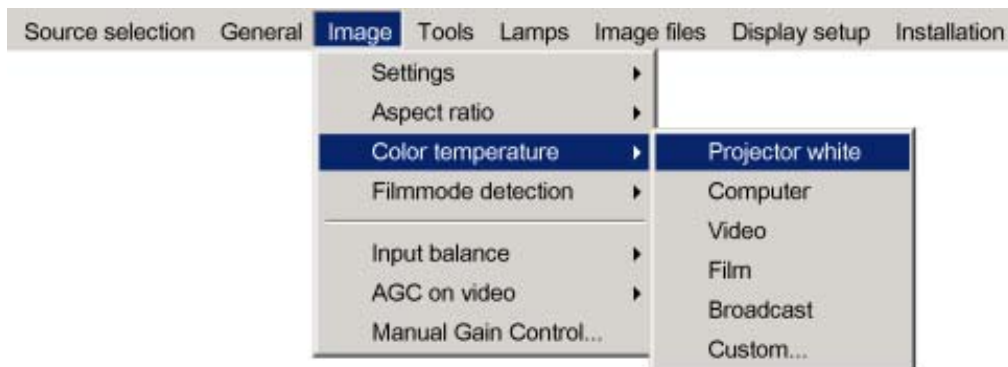 Source selection General Image Tools Lamps Image files Display setup Installation
Settings
Aspect ratio
Color temperature
Filmmode detection
Input balance
AGC on video
Manual Gain Control...
Projector white
Computer
Video
Film
Broadcast
Custom...